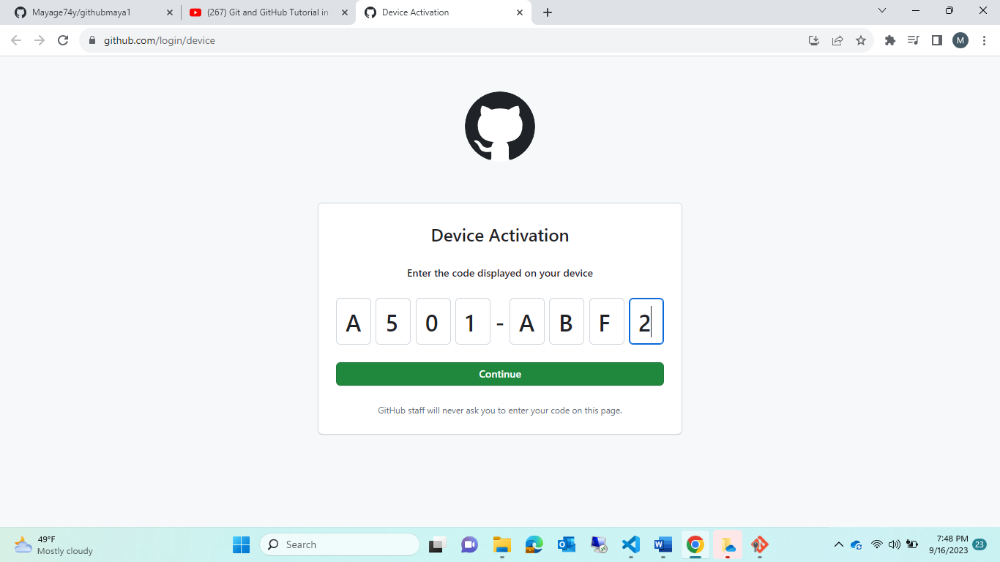 Mayage74y/githubmaya1
(267) Git and GitHub Tutorial in
Device Activation
github.com/login/device
M
Device Activation
Enter the code displayed on your device
A 5 0 1 - A B F 2
Continue
GitHub staff will never ask you to enter your code on this page.
49°F
Mostly cloudy
Search
7:48 PM
9/16/2023
23